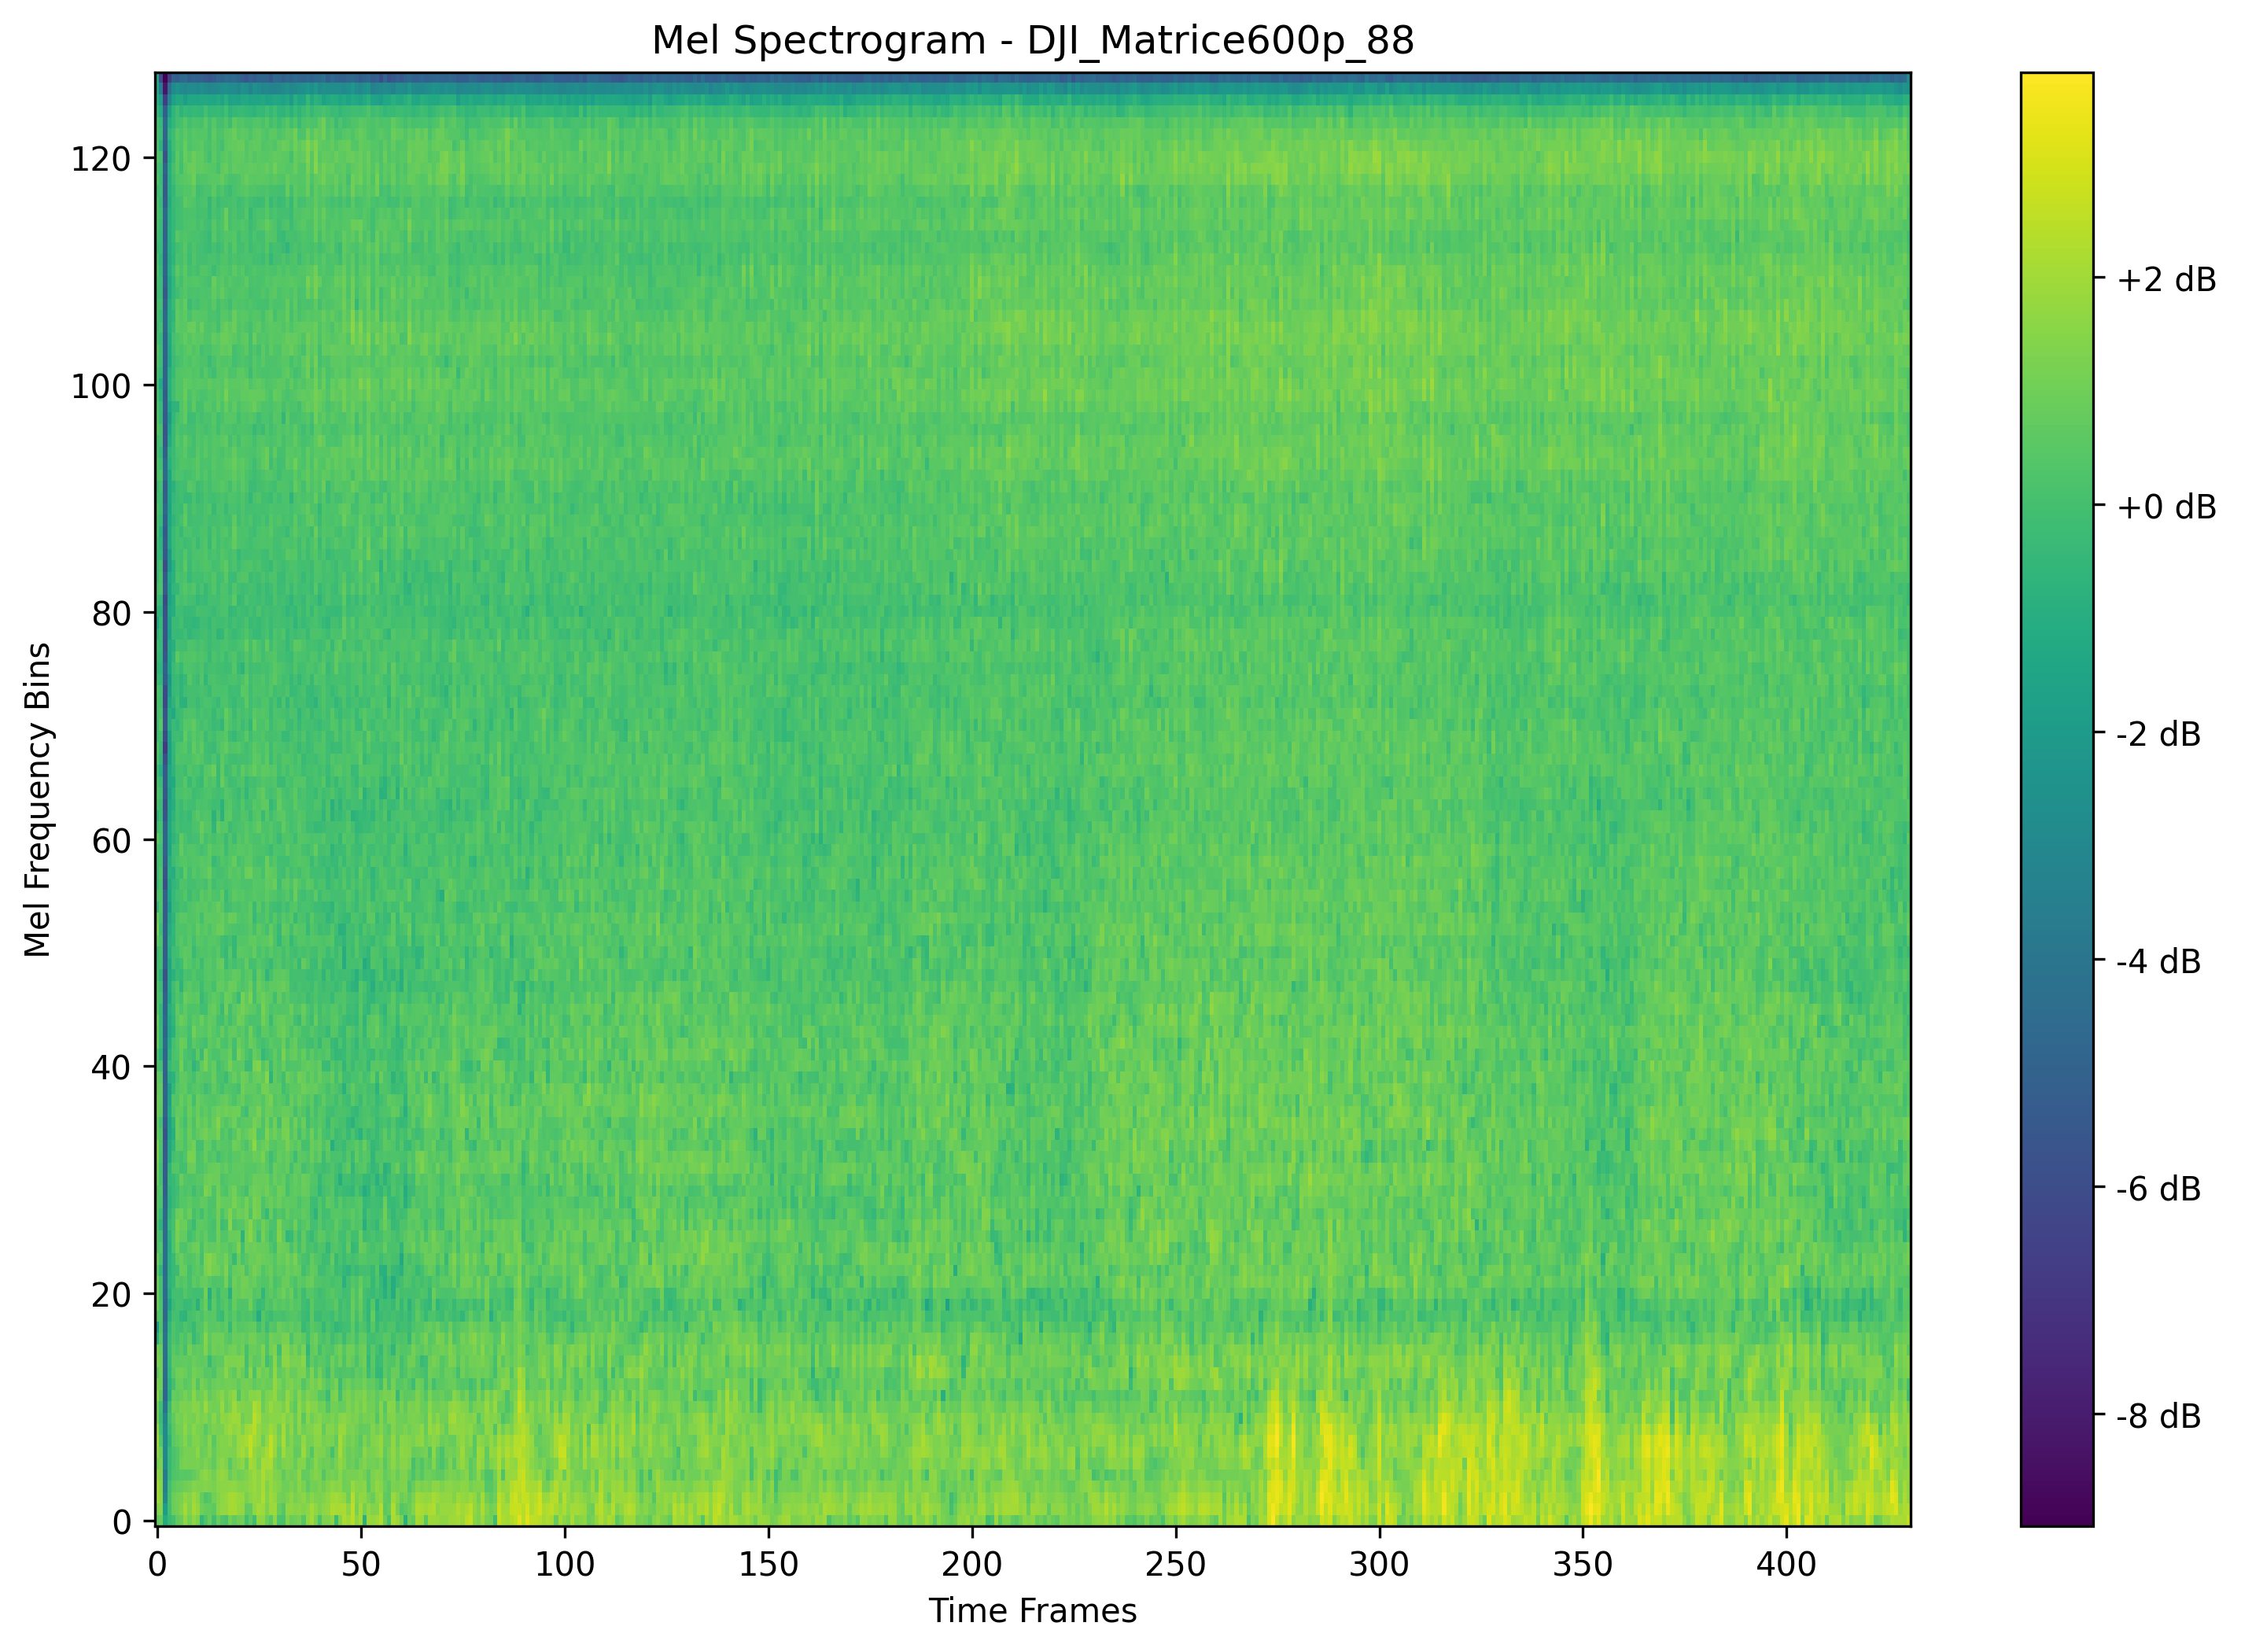 Mel Spectrogram - DJI_Matrice600p_88
120
100
80
60
40
20
0
Mel Frequency Bins
0 50 100 150 200 250 300 350 400
Time Frames
+2 dB
+0 dB
-2 dB
-4 dB
-6 dB
-8 dB